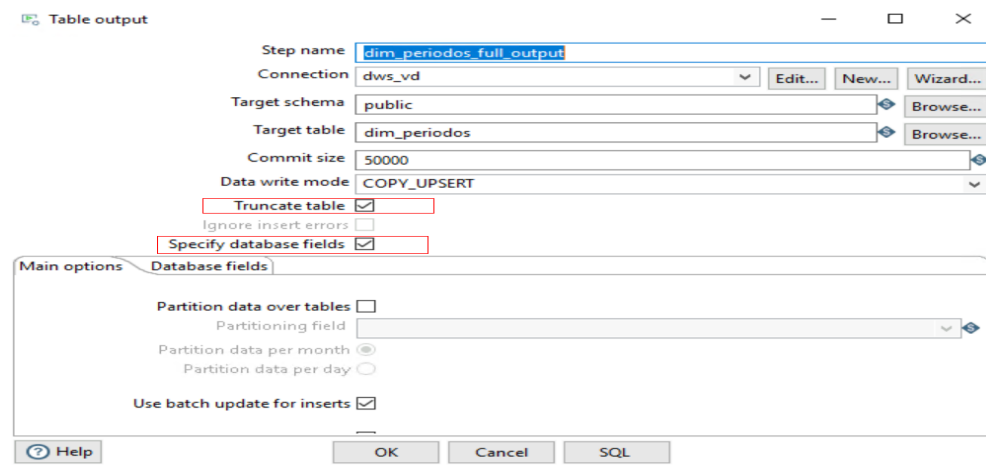 Table output
Step name dim_periodos_full_output
Connection dws_vd Edit... New... Wizard...
Target schema public Browse...
Target table dim_periodos Browse...
Commit size 50000
Data write mode COPY_UPSERT
Truncate table
Ignore insert errors
Specify database fields
Main options Database fields
Partition data over tables
Partitioning field
Partition data per month
Partition data per day
Use batch update for inserts
Help OK Cancel SQL